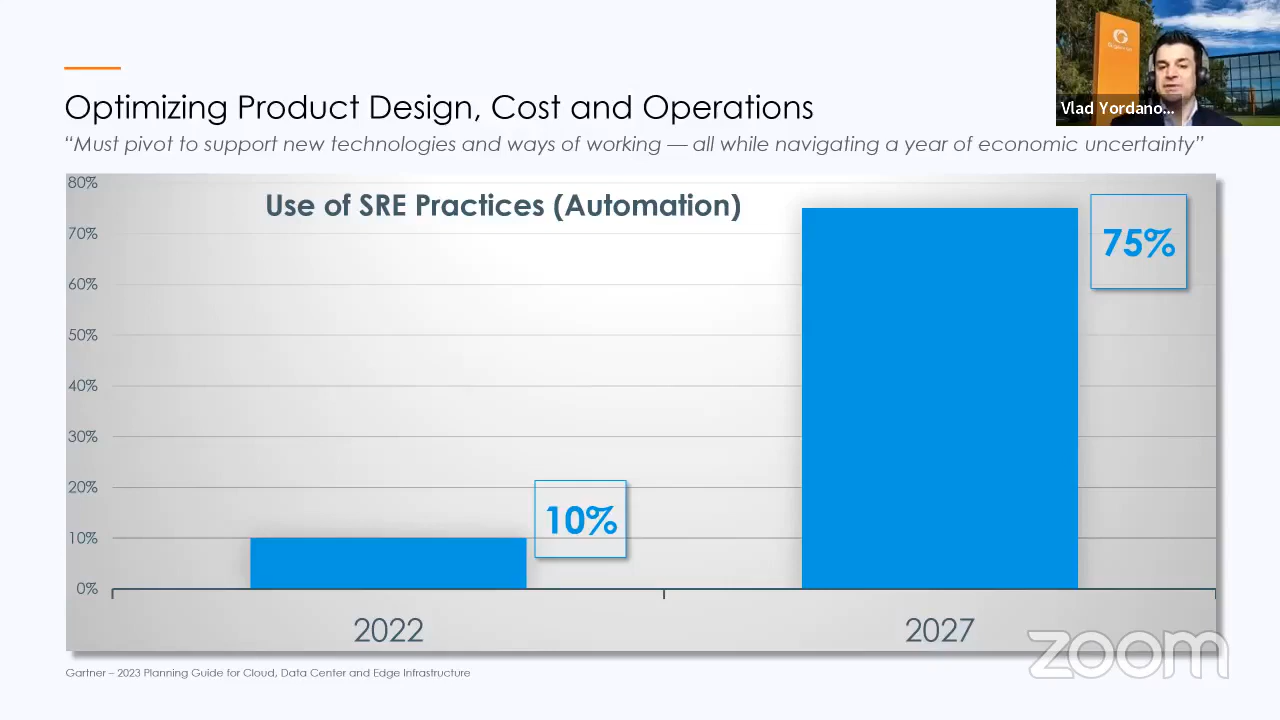 Optimizing Product Design, Cost and Operations
“Must pivot to support new technologies and ways of working — all while navigating a year of economic uncertainty”
Vlad Yordano...
Use of SRE Practices (Automation)
80%
70%
60%
50%
40%
30%
20%
10%
0%
10%
75%
2022
2027
zoom
Gartner – 2023 Planning Guide for Cloud, Data Center and Edge Infrastructure